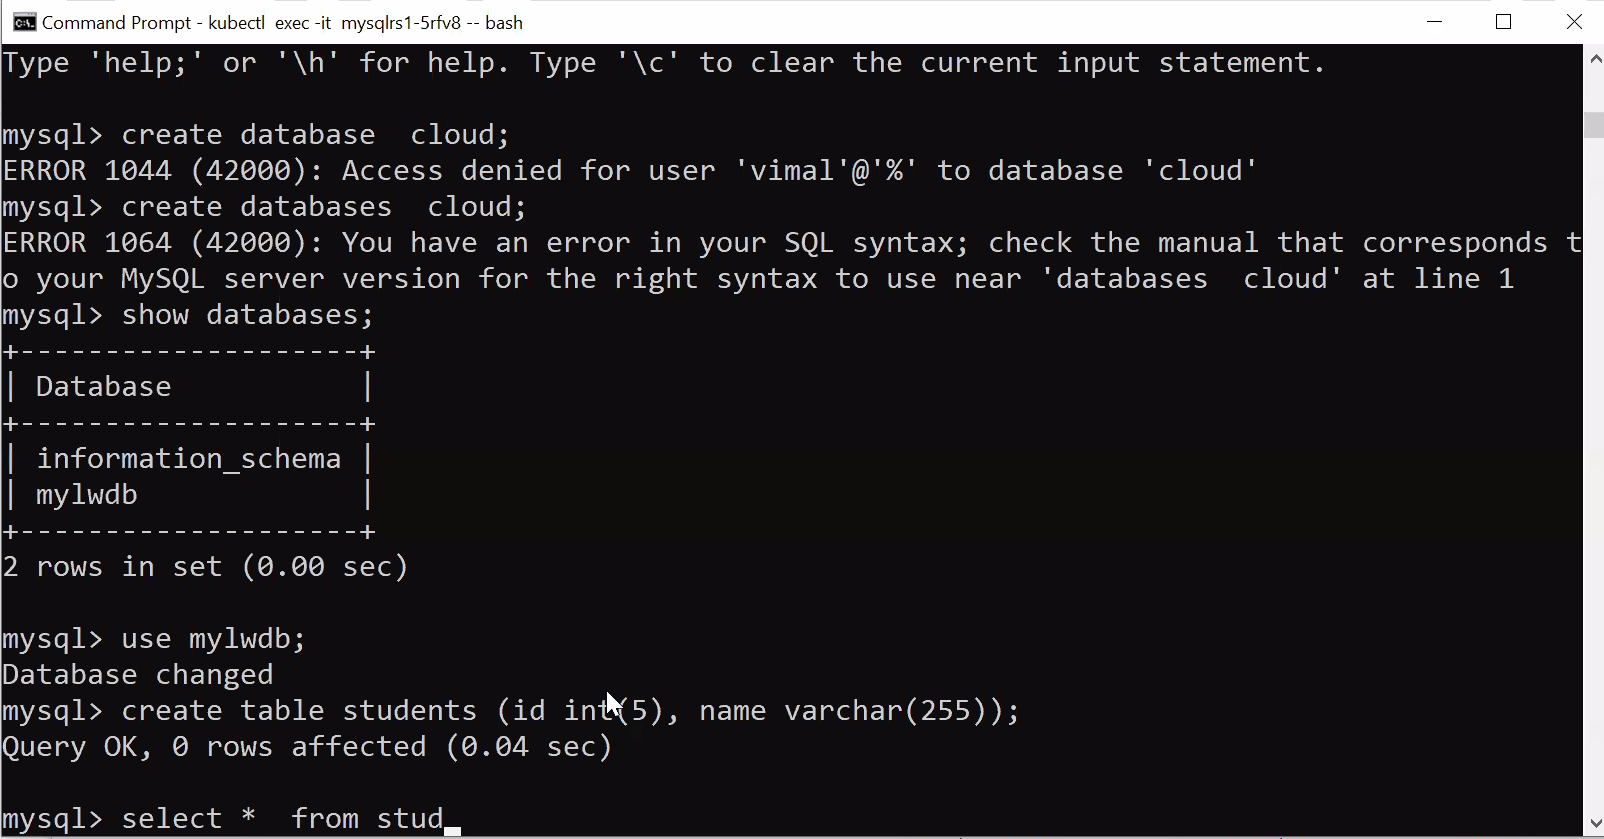 Command Prompt - kubectl  exec -it  mysqlrs1-5rfv8 -- bash
Type 'help;' or '\h' for help. Type '\c' to clear the current input statement.
mysql> create database  cloud;
ERROR 1044 (42000): Access denied for user 'vimal'@'%' to database 'cloud'
mysql> create databases  cloud;
ERROR 1064 (42000): You have an error in your SQL syntax; check the manual that corresponds t
o your MySQL server version for the right syntax to use near 'databases  cloud' at line 1
mysql> show databases;
+--------------------+
| Database           |
+--------------------+
| information_schema |
| mylwdb             |
+--------------------+
2 rows in set (0.00 sec)
mysql> use mylwdb;
Database changed
mysql> create table students (id int(5), name varchar(255));
Query OK, 0 rows affected (0.04 sec)
mysql> select *  from stud_